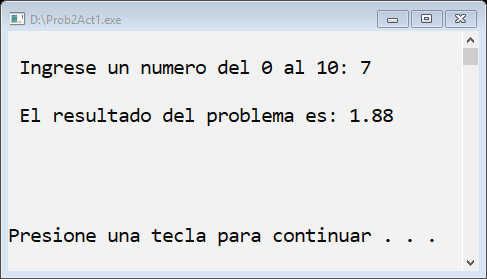 D:\Prob2Act1.exe
Ingrese un numero del 0 al 10: 7
El resultado del problema es: 1.88
Presione una tecla para continuar . . .